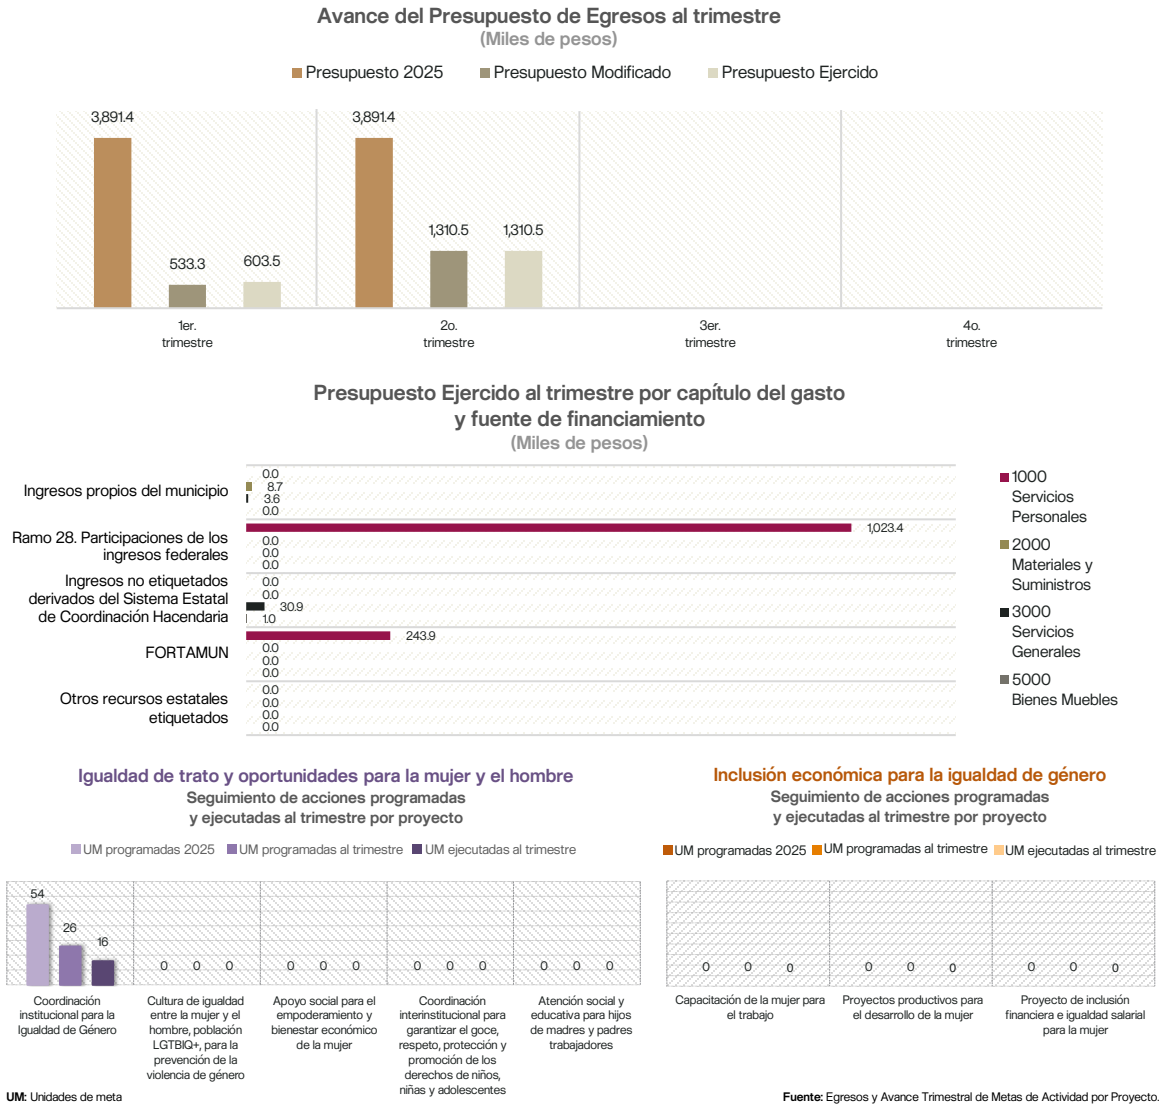 Avance del Presupuesto de Egresos al trimestre
(Miles de pesos)
Presupuesto 2025
Presupuesto Modificado
Presupuesto Ejercido
3,891.4
533.3
603.5
3,891.4
1,310.5
1,310.5
1er.
trimestre
2o.
trimestre
3er.
trimestre
4o.
trimestre
Presupuesto Ejercido al trimestre por capítulo del gasto
y fuente de financiamiento
(Miles de pesos)
Ingresos propios del municipio
0.0
8.7
3.6
0.0
Ramo 28. Participaciones de los
ingresos federales
1,023.4
0.0
0.0
0.0
Ingresos no etiquetados
derivados del Sistema Estatal
de Coordinación Hacendaria
0.0
0.0
30.9
1.0
FORTAMUN
243.9
0.0
0.0
0.0
Otros recursos estatales
etiquetados
0.0
0.0
0.0
0.0
1000
Servicios
Personales
2000
Materiales y
Suministros
3000
Servicios
Generales
5000
Bienes Muebles
Igualdad de trato y oportunidades para la mujer y el hombre
Seguimiento de acciones programadas
y ejecutadas al trimestre por proyecto
UM programadas 2025
UM programadas al trimestre
UM ejecutadas al trimestre
54
26
16
0 0 0
0 0 0
0 0 0
0 0 0
Coordinación
institucional para la
Igualdad de Género
Cultura de igualdad
entre la mujer y el
hombre, población
LGTBIQ+, para la
prevención de la
violencia de género
Apoyo social para el
empoderamiento y
bienestar económico
de la mujer
Coordinación
interinstitucional para
garantizar el goce,
respeto, protección y
promoción de los
derechos de niños,
niñas y adolescentes
Atención social y
educativa para hijos
de madres y padres
trabajadores
UM: Unidades de meta
Inclusión económica para la igualdad de género
Seguimiento de acciones programadas
y ejecutadas al trimestre por proyecto
UM programadas 2025
UM programadas al trimestre
UM ejecutadas al trimestre
0 0 0
0 0 0
0 0 0
Capacitación de la mujer para
el trabajo
Proyectos productivos para
el desarrollo de la mujer
Proyecto de inclusión
financiera e igualdad salarial
para la mujer
Fuente: Egresos y Avance Trimestral de Metas de Actividad por Proyecto.